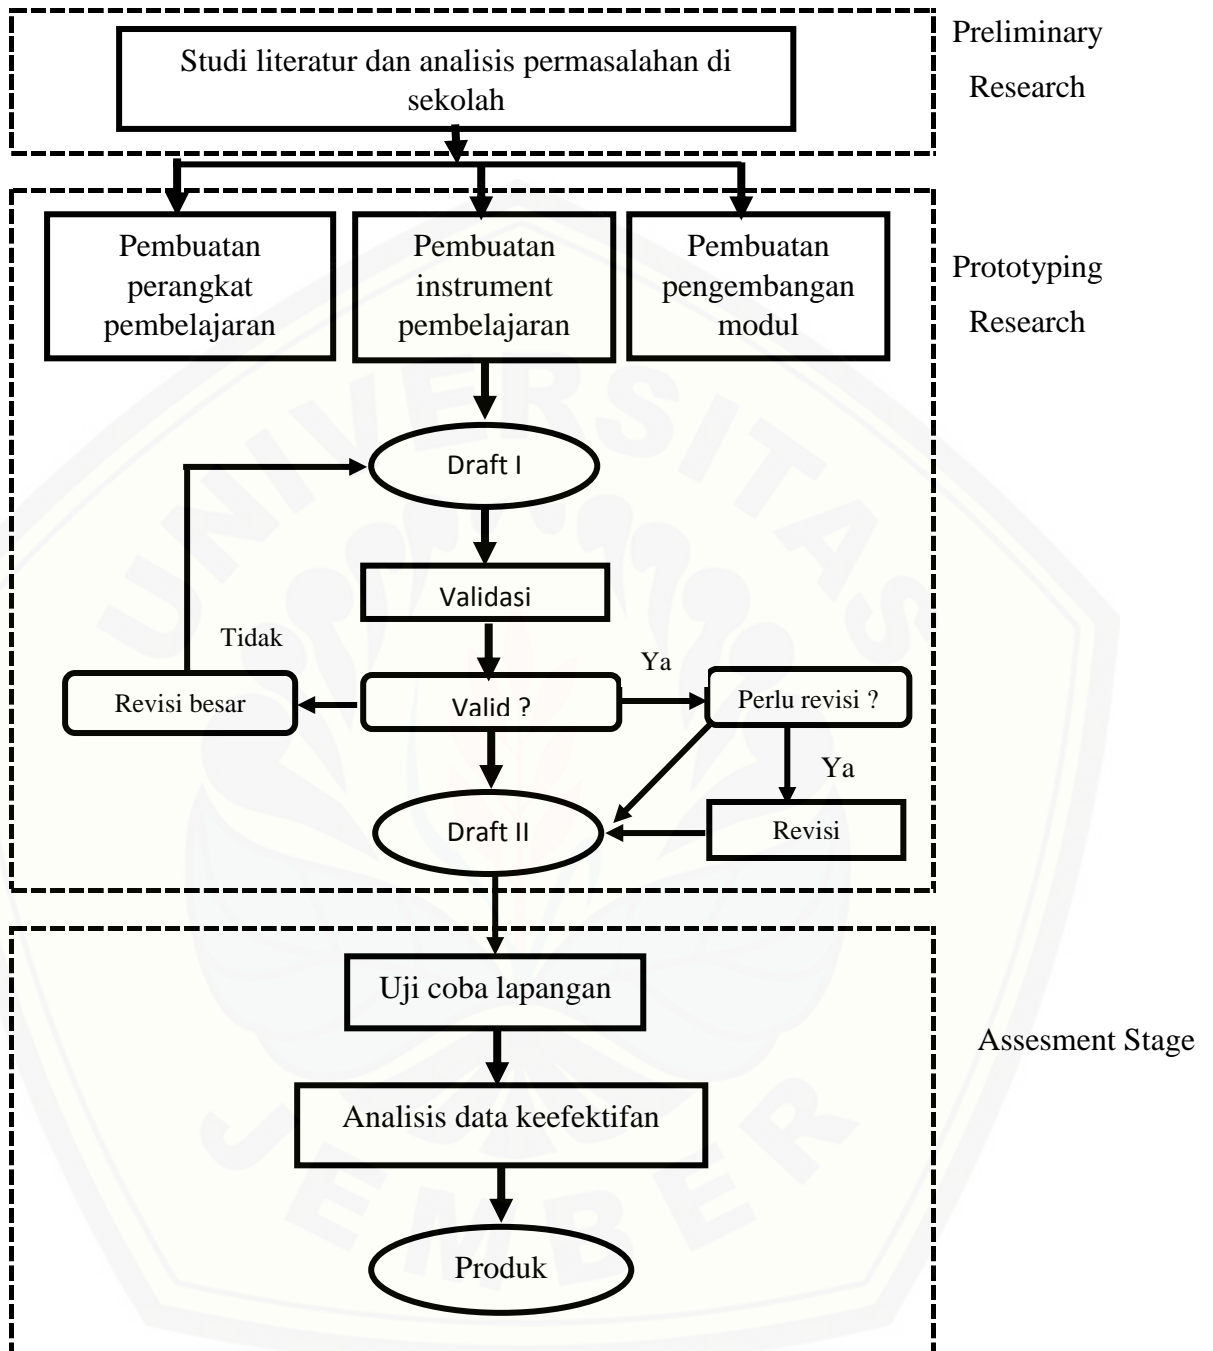 Preliminary
Research
Studi literatur dan analisis permasalahan di
sekolah
Prototyping
Research
Pembuatan
perangkat
pembelajaran
Pembuatan
instrument
pembelajaran
Pembuatan
pengembangan
modul
Draft I
Validasi
Tidak
Ya
Revisi besar
Valid ?
Perlu revisi ?
Ya
Draft II
Revisi
Uji coba lapangan
Assesment Stage
Analisis data keefektifan
Produk
UNIVERSITAS
JEMBER